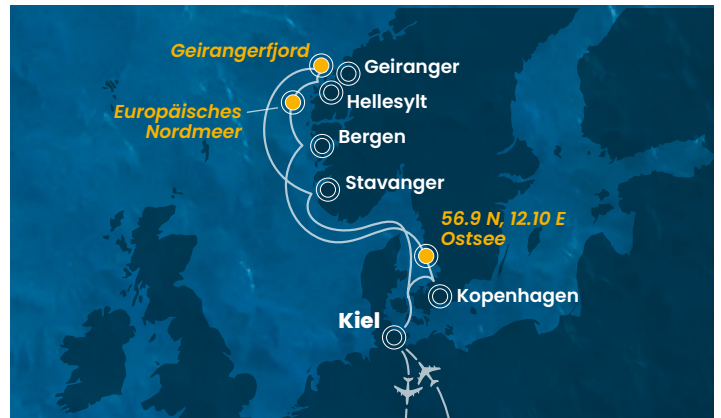 Geirangerfjord
Geiranger
Hellesylt
Europäisches
Nordmeer
Bergen
Stavanger
56.9 N, 12.10 E
Ostsee
Kopenhagen
Kiel